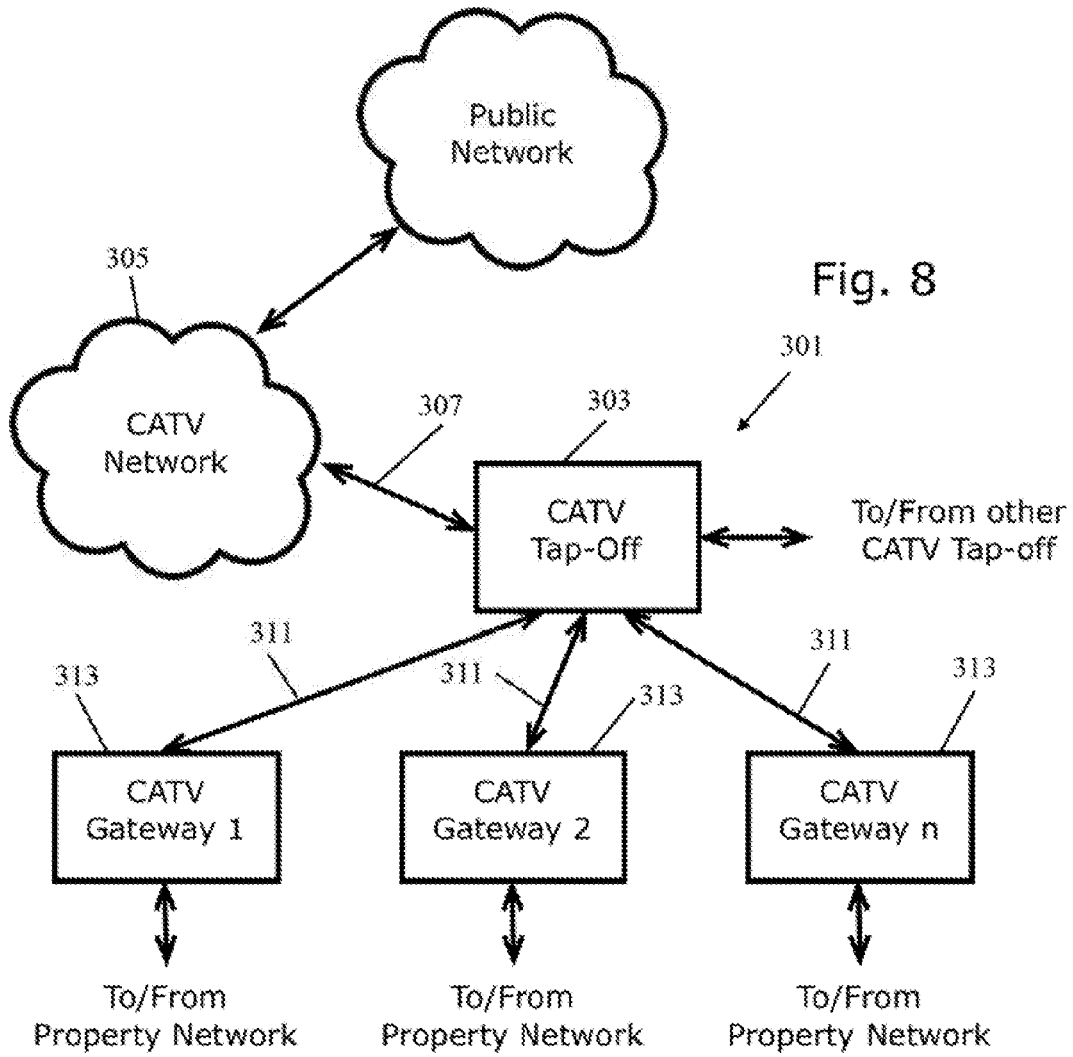 Public
Network
305
Fig. 8
301
CATV
Network
307
303
CATV
Tap-Off
To/From other
CATV Tap-off
311
311
311
313
313
313
CATV
Gateway 1
CATV
Gateway 2
CATV
Gateway n
To/From
Property Network
To/From
Property Network
To/From
Property Network